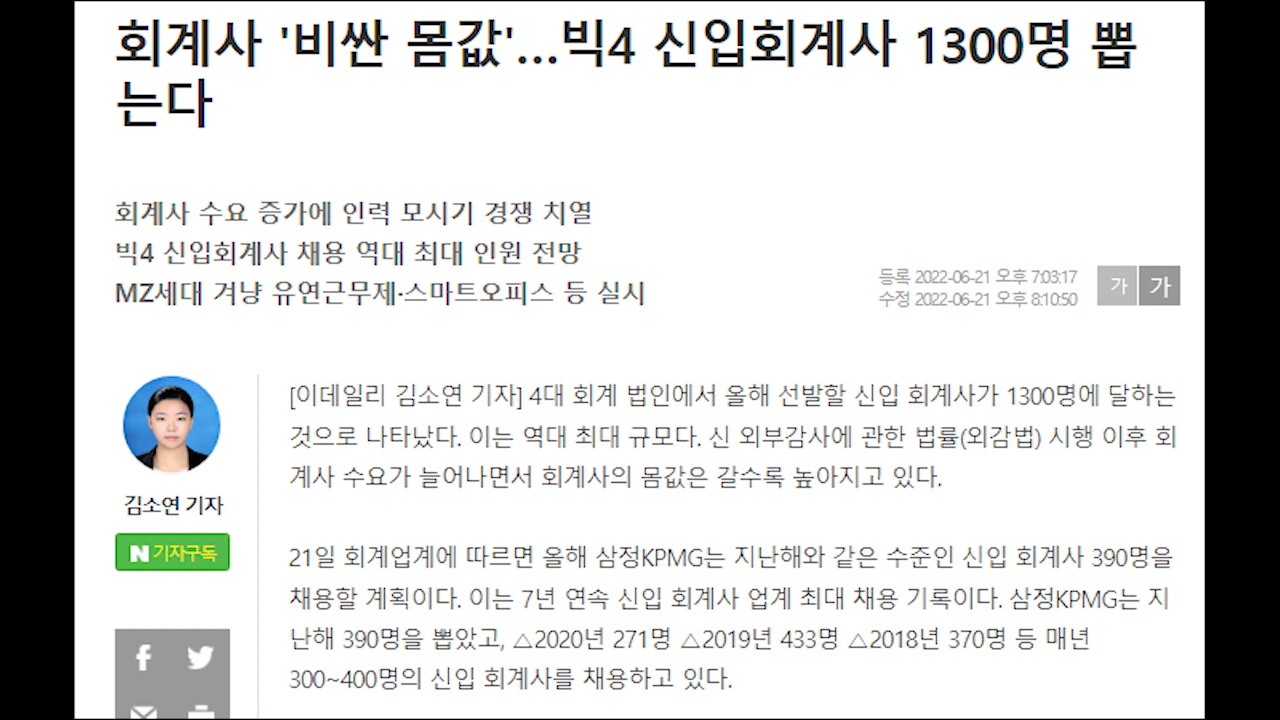 회계사 '비싼 몸값'...빅4 신입회계사 1300명 뽑
는다
회계사 수요 증가에 인력 모시기 경쟁 치열
빅4 신입회계사 채용 역대 최대 인원 전망
MZ세대 겨냥 유연근무제·스마트오피스 등 실시
등록 2022-06-21 오후 7:03:17
수정 2022-06-21 오후 8:10:50
가 가
[이데일리 김소연 기자] 4대 회계 법인에서 올해 선발할 신입 회계사가 1300명에 달하는
것으로 나타났다. 이는 역대 최대 규모다. 신 외부감사에 관한 법률(외감법) 시행 이후 회
계사 수요가 늘어나면서 회계사의 몸값은 갈수록 높아지고 있다.
김소연 기자
N 기자구독
21일 회계업계에 따르면 올해 삼정KPMG는 지난해와 같은 수준인 신입 회계사 390명을
채용할 계획이다. 이는 7년 연속 신입 회계사 업계 최대 채용 기록이다. 삼정KPMG는 지
난해 390명을 뽑았고, △2020년 271명 △2019년 433명 △2018년 370명 등 매년
300~400명의 신입 회계사를 채용하고 있다.